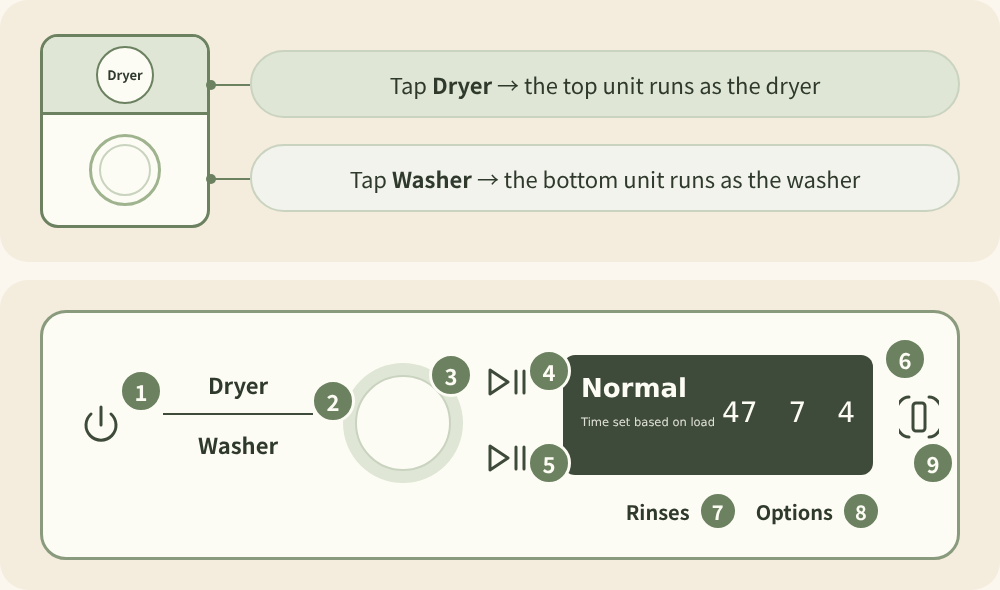 Dryer
Tap Dryer → the top unit runs as the dryer
Tap Washer → the bottom unit runs as the washer
1
Dryer
Washer
2
3
4
5
Normal
Time set based on load
47 7 4
6
9
Rinses 7 Options 8